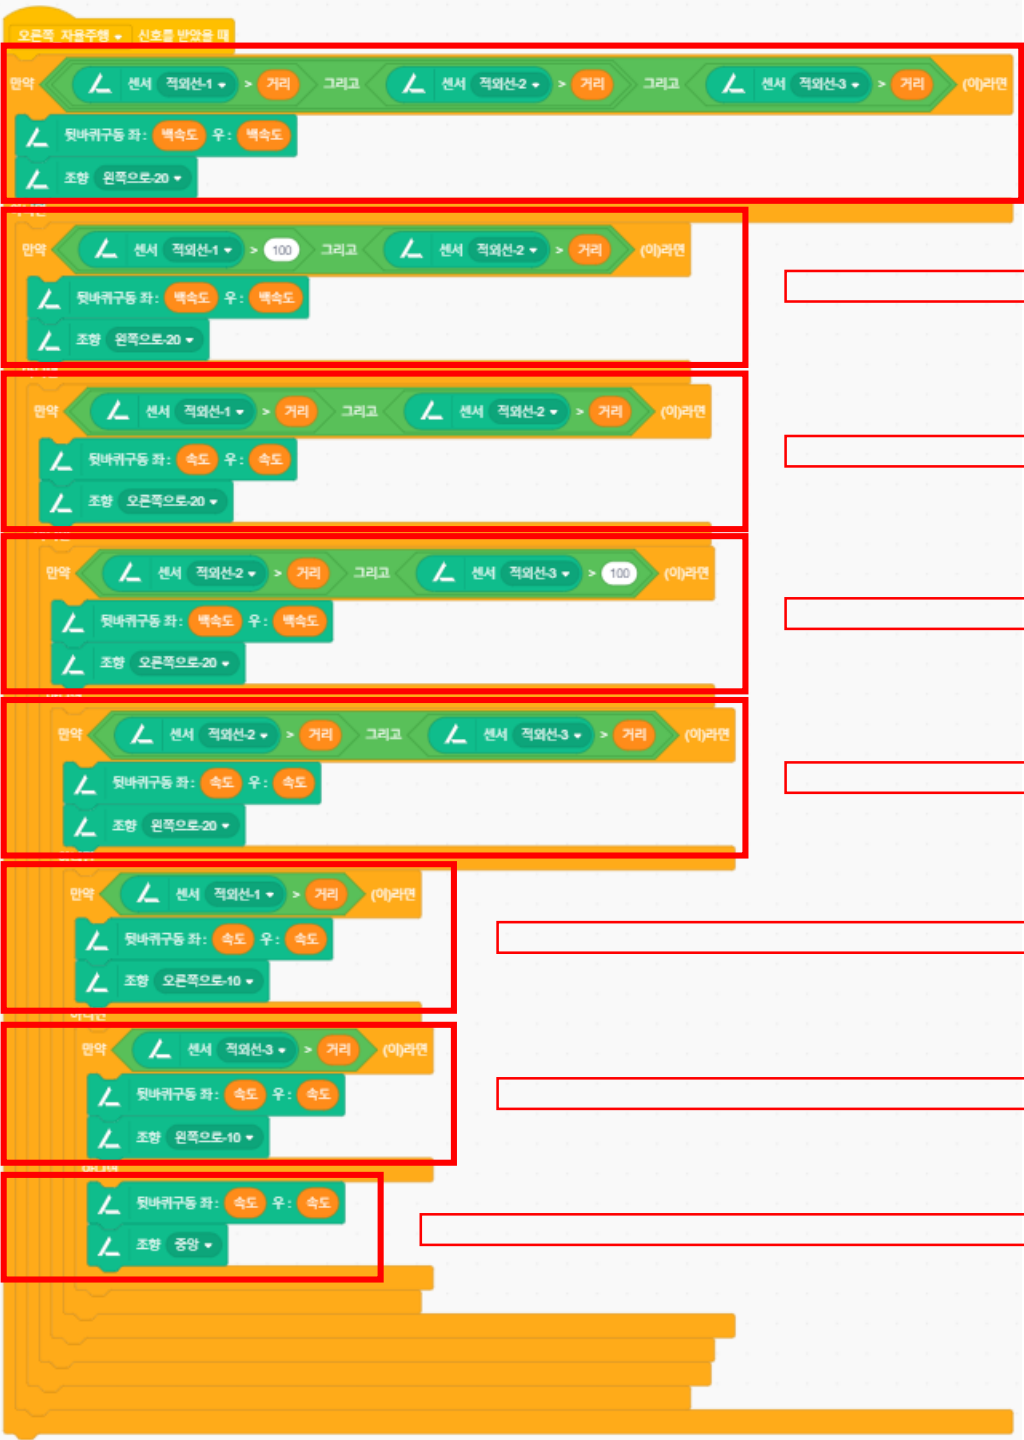 오른쪽 자율주행 신호를 받았을 때
만약 센서 적외선-1 > 거리 그리고 센서 적외선-2 > 거리 그리고 센서 적외선-3 > 거리 (이)라면
뒷바퀴구동 좌: 백속도 우: 백속도
조향 왼쪽으로-20
만약 센서 적외선-1 > 100 그리고 센서 적외선-2 > 거리 (이)라면
뒷바퀴구동 좌: 백속도 우: 백속도
조향 왼쪽으로-20
만약 센서 적외선-1 > 거리 그리고 센서 적외선-2 > 거리 (이)라면
뒷바퀴구동 좌: 속도 우: 속도
조향 오른쪽으로-20
만약 센서 적외선-2 > 거리 그리고 센서 적외선-3 > 100 (이)라면
뒷바퀴구동 좌: 백속도 우: 백속도
조향 오른쪽으로-20
만약 센서 적외선-2 > 거리 그리고 센서 적외선-3 > 거리 (이)라면
뒷바퀴구동 좌: 속도 우: 속도
조향 왼쪽으로-20
만약 센서 적외선-1 > 거리 (이)라면
뒷바퀴구동 좌: 속도 우: 속도
조향 오른쪽으로-10
아니면
만약 센서 적외선-3 > 거리 (이)라면
뒷바퀴구동 좌: 속도 우: 속도
조향 왼쪽으로-10
뒷바퀴구동 좌: 속도 우: 속도
조향 중앙